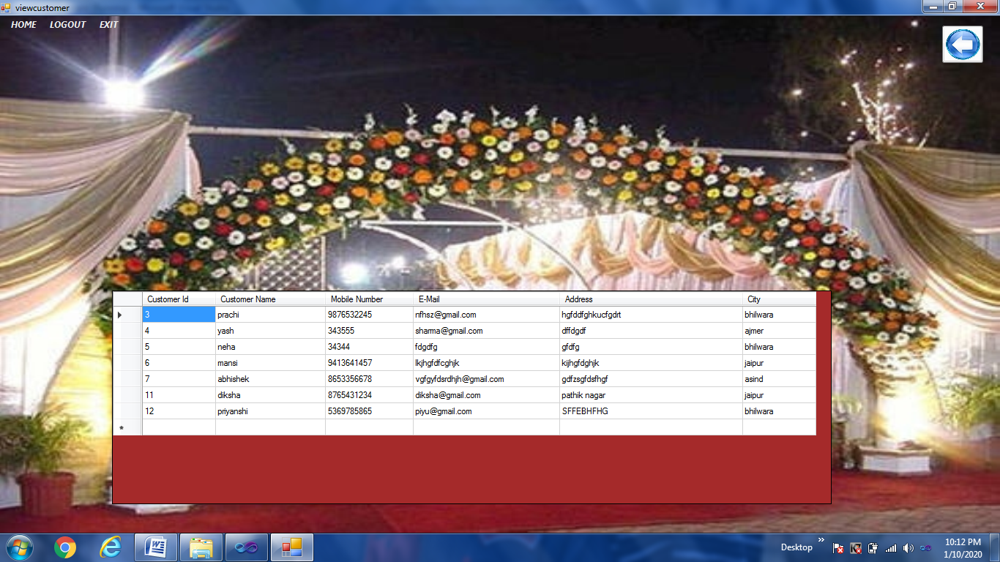 viewcustomer
HOME LOGOUT EXIT
Customer Id Customer Name Mobile Number E-Mail Address City
3 prachi 9876532245 nfhsz@gmail.com hgfddfghkucfgdrt bhilwara
4 yash 343555 sharma@gmail.com dffdgdf ajmer
5 neha 34344 fdgdfg gfdfg bhilwara
6 mansi 9413641457 lkjhgfdfcghjk kijhgfdghjk jaipur
7 abhishek 8653356678 vgfgyfdsrdhjh@gmail.com gdfzsgfdsfhgf asind
11 diksha 8765431234 diksha@gmail.com pathik nagar jaipur
12 priyanshi 5369785865 piyu@gmail.com SFFEBHFHG bhilwara
*
Desktop » 10:12 PM
1/10/2020